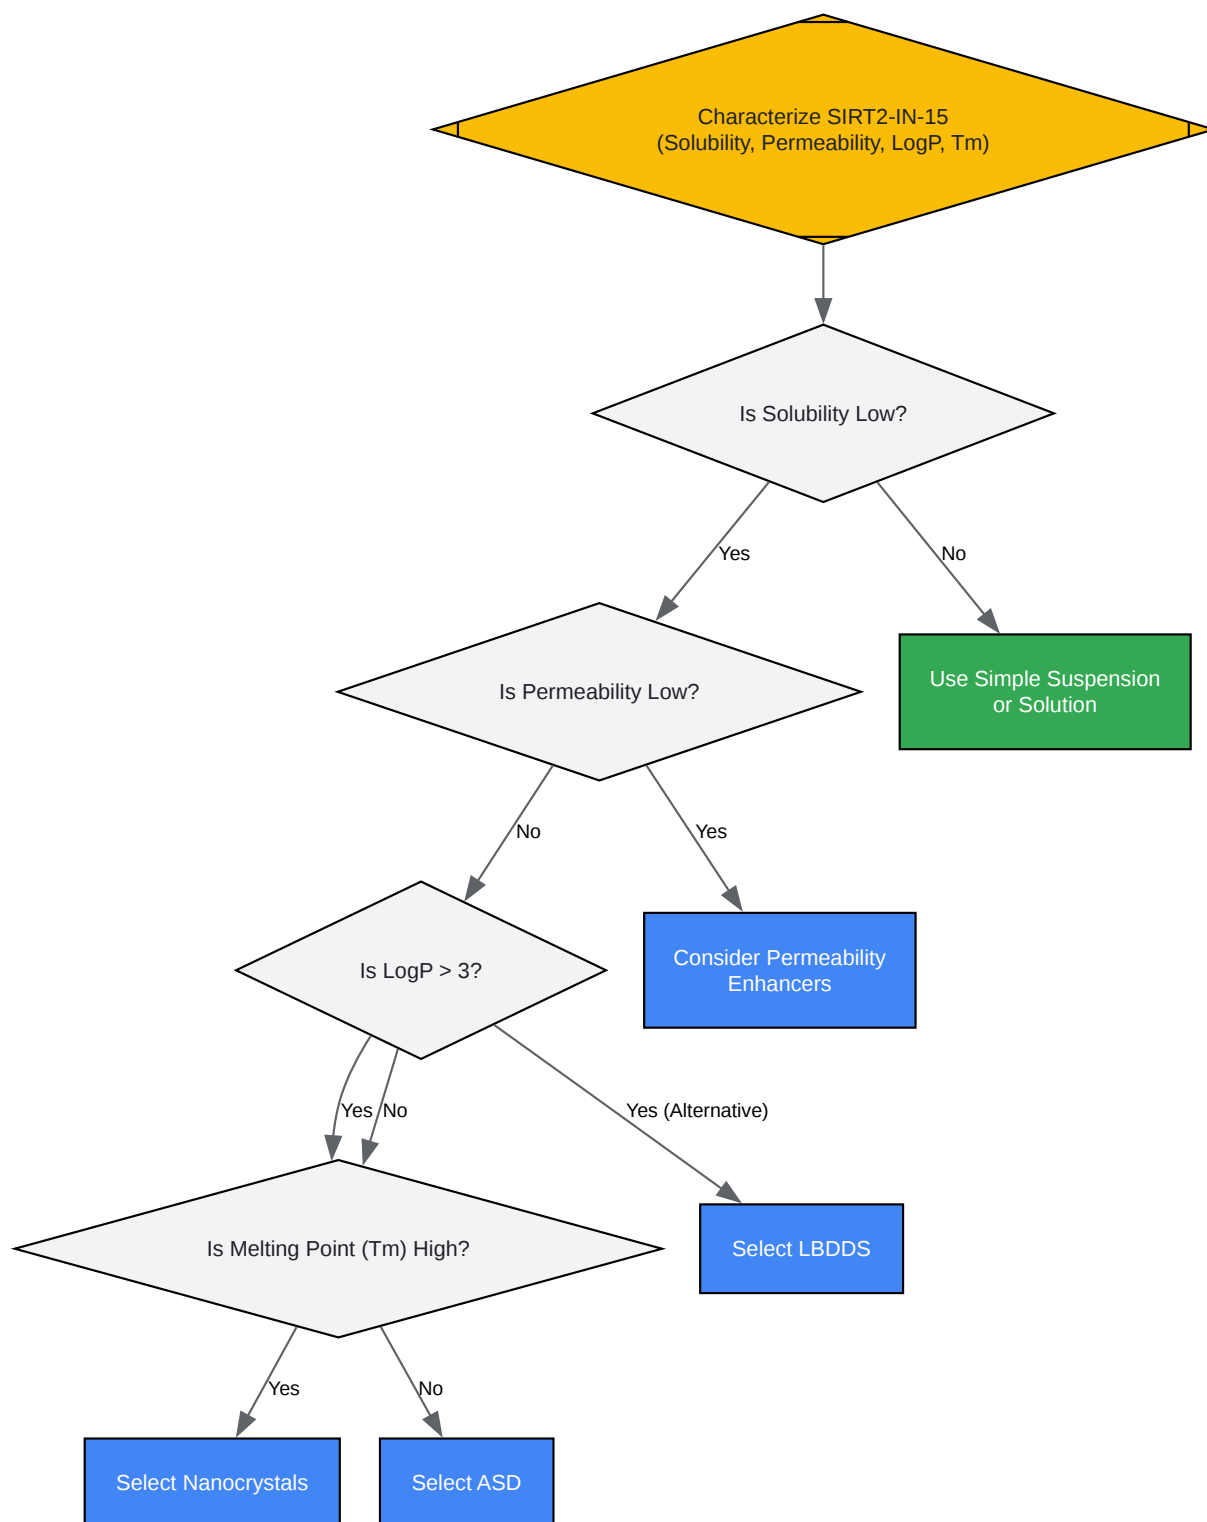 Characterize SIRT2-IN-15
(Solubility, Permeability, LogP, Tm)
Is Solubility Low?
Yes
No
Is Permeability Low?
Use Simple Suspension
or Solution
No
Yes
Is LogP > 3?
Consider Permeability
Enhancers
Yes
No
Yes (Alternative)
Is Melting Point (Tm) High?
Select LBDDS
Yes
No
Select Nanocrystals
Select ASD